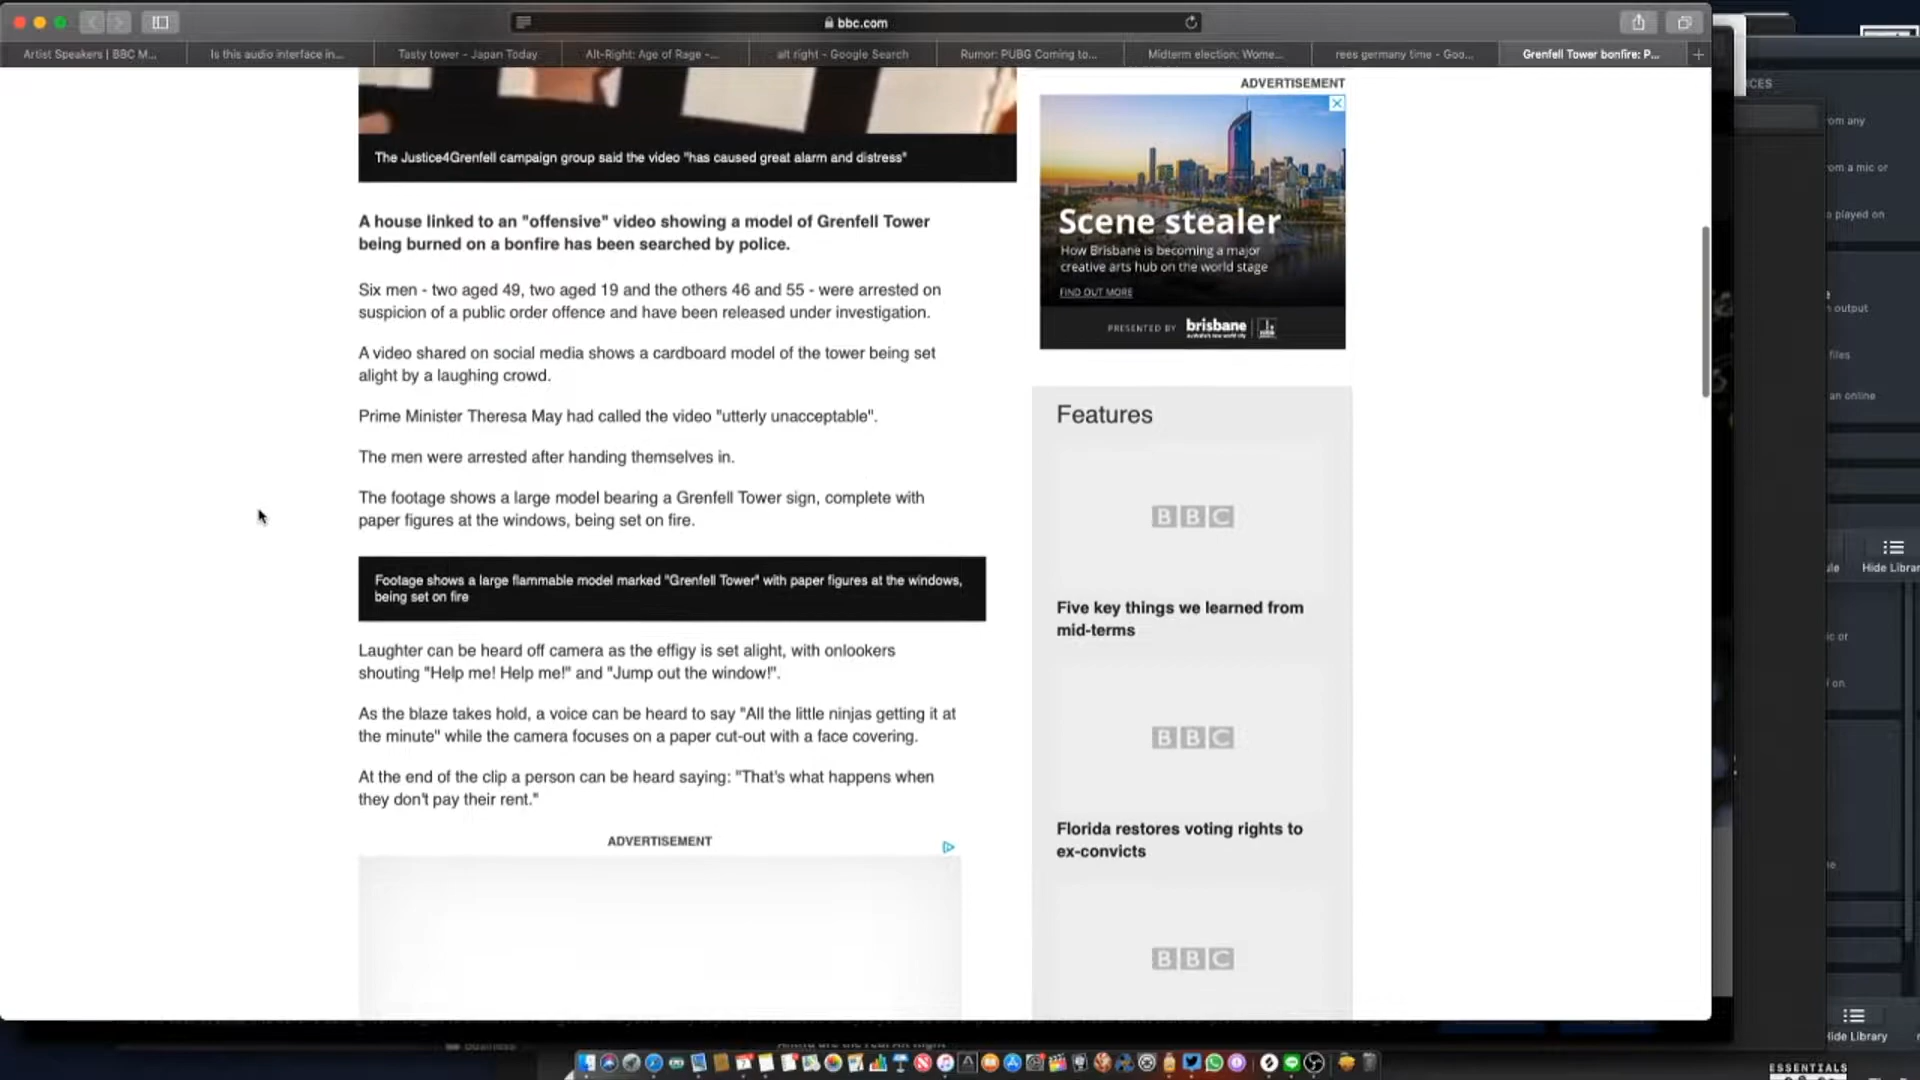 bbc.com
Artist Speakers | BBC M...
Is this audio interface in...
Tasty tower - Japan Today
Alt-Right: Age of Rage -...
alt right - Google Search
Rumor: PUBG Coming to...
Midterm election: Wome...
rees germany time - Goo...
Grenfell Tower bonfire: P...
The Justice4Grenfell campaign group said the video "has caused great alarm and distress"
A house linked to an "offensive" video showing a model of Grenfell Tower
being burned on a bonfire has been searched by police.
Six men - two aged 49, two aged 19 and the others 46 and 55 - were arrested on
suspicion of a public order offence and have been released under investigation.
A video shared on social media shows a cardboard model of the tower being set
alight by a laughing crowd.
Prime Minister Theresa May had called the video "utterly unacceptable".
The men were arrested after handing themselves in.
The footage shows a large model bearing a Grenfell Tower sign, complete with
paper figures at the windows, being set on fire.
Footage shows a large flammable model marked "Grenfell Tower" with paper figures at the windows,
being set on fire
Laughter can be heard off camera as the effigy is set alight, with onlookers
shouting "Help me! Help me!" and "Jump out the window!".
As the blaze takes hold, a voice can be heard to say "All the little ninjas getting it at
the minute" while the camera focuses on a paper cut-out with a face covering.
At the end of the clip a person can be heard saying: "That's what happens when
they don't pay their rent."
ADVERTISEMENT
ADVERTISEMENT
Scene stealer
How Brisbane is becoming a major
creative arts hub on the world stage
FIND OUT MORE
PRESENTED BY brisbane
Features
BBC
Five key things we learned from
mid-terms
BBC
Florida restores voting rights to
ex-convicts
BBC
om any
om a mic or
played on
output
files
an online
Hide Librar
ic or
on
Hide Library
ESSENTIALS